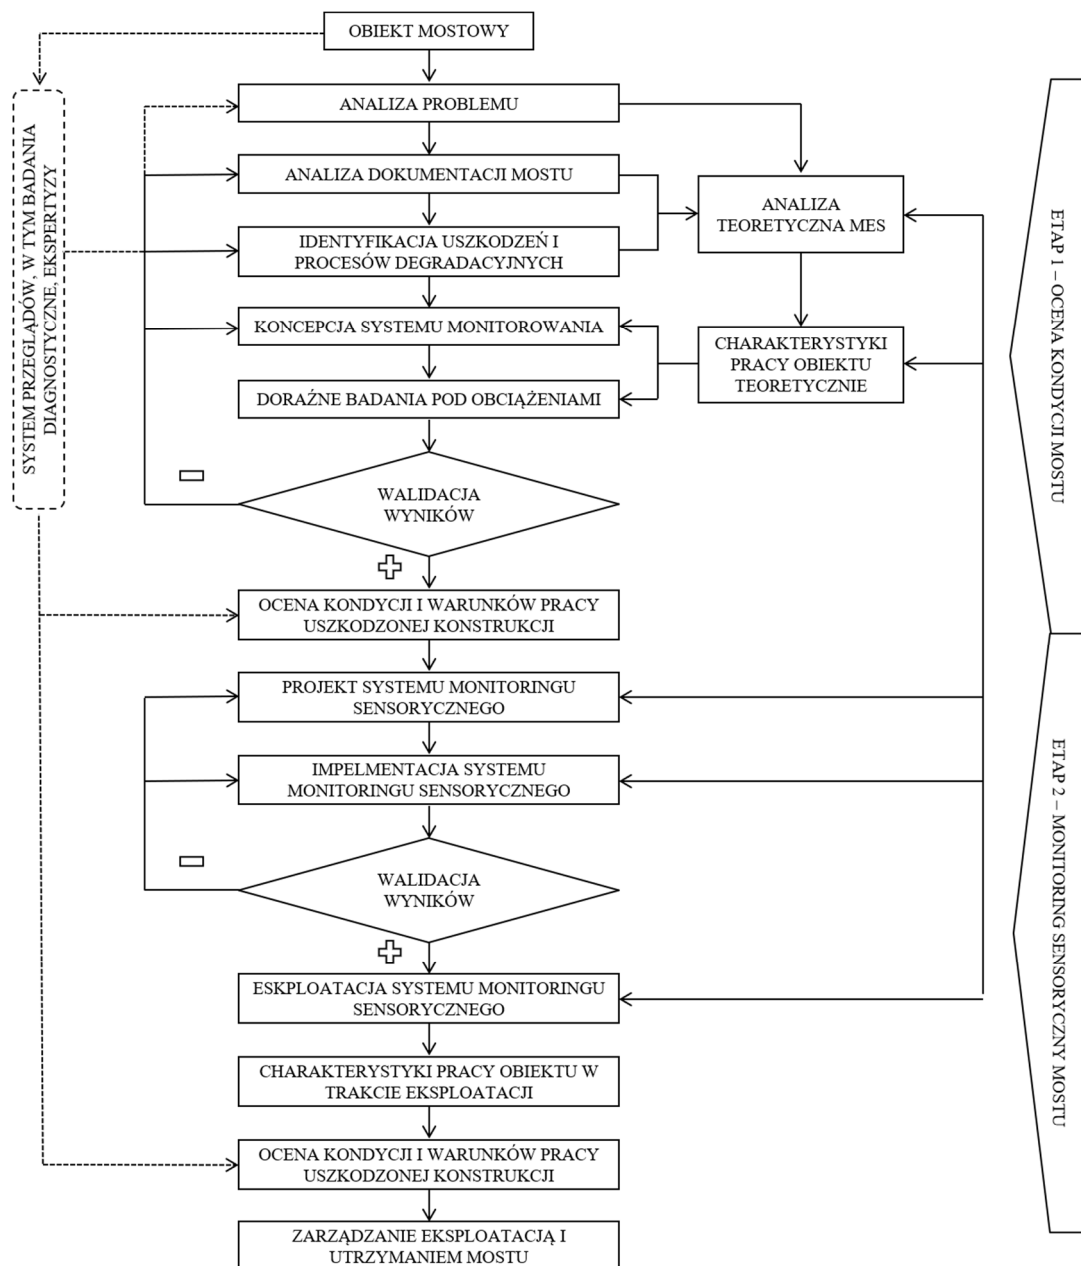 OBIEKT MOSTOWY
SYSTEM PRZEGLĄDÓW, W TYM BADANIA
DIAGNOSTYCZNE, EKSPERTYZY
ANALIZA PROBLEMU
ANALIZA DOKUMENTACJI MOSTU
IDENTYFIKACJA USZKODZEŃ I
PROCESÓW DEGRADACYJNYCH
ANALIZA
TEORETYCZNA MES
KONCEPCJA SYSTEMU MONITOROWANIA
CHARAKTERYSTYKI
PRACY OBIEKTU
TEORETYCZNIE
DORAŹNE BADANIA POD OBCIĄŻENIAMI
WALIDACJA
WYNIKÓW
OCENA KONDYCJI I WARUNKÓW PRACY
USZKODZONEJ KONSTRUKCJI
ETAP 1 – OCENA KONDYCJI MOSTU
PROJEKT SYSTEMU MONITORINGU
SENSORYCZNEGO
IMPELMENTACJA SYSTEMU
MONITORINGU SENSORYCZNEGO
WALIDACJA
WYNIKÓW
ESKPLOATACJA SYSTEMU MONITORINGU
SENSORYCZNEGO
CHARAKTERYSTYKI PRACY OBIEKTU W
TRAKCIE EKSPLOATACJI
OCENA KONDYCJI I WARUNKÓW PRACY
USZKODZONEJ KONSTRUKCJI
ZARZĄDZANIE EKSPLOATACJĄ I
UTRZYMANIEM MOSTU
ETAP 2 – MONITORING SENSORYCZNY MOSTU